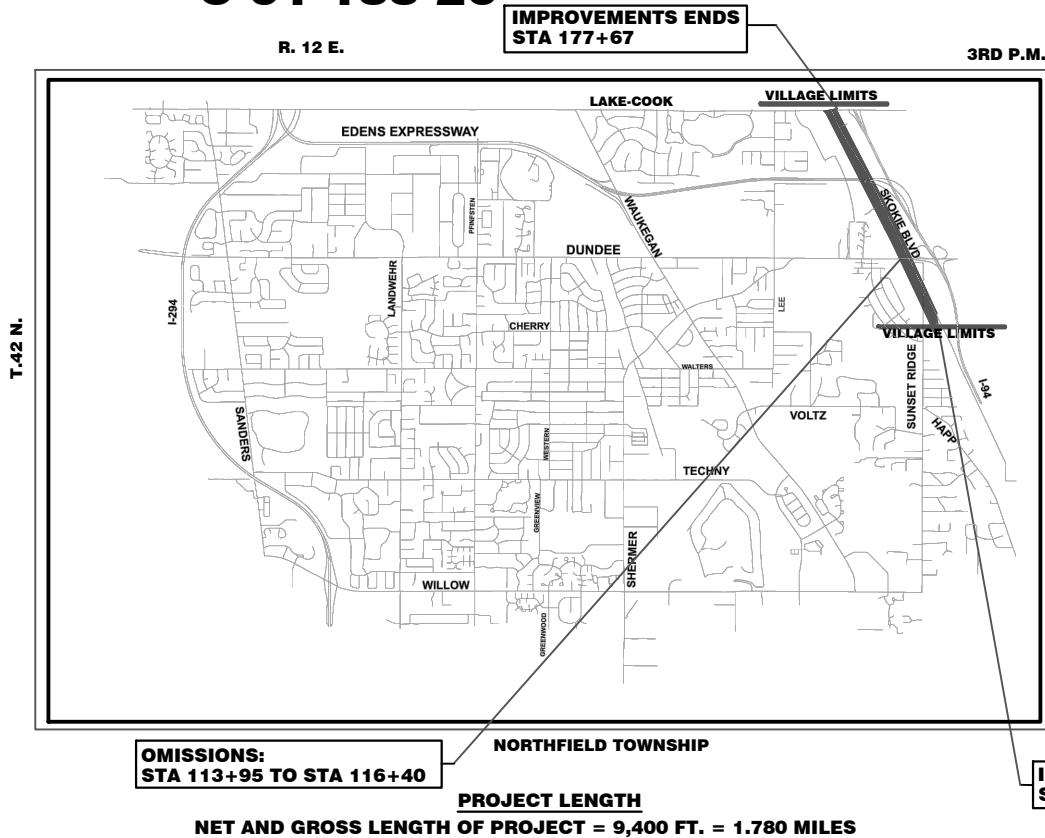 IMPROVEMENTS ENDS
STA 177+67
R. 12 E.
3RD P.M.
LAKE-COOK
VILLAGE LIMITS
EDENS EXPRESSWAY
SKOKIE BLVD
PFINFSTEN
WAUKEGAN
DUNDEE
LANDWEHR
I-294
LEE
CHERRY
VILLAGE LIMITS
T.42 N.
WALTERS
SUNSET RIDGE
I-94
SANDERS
VOLTZ
HAPP
WESTERN
TECHNY
GREENVIEW
SHERMER
WILLOW
GREENWOOD
OMISSIONS:
STA 113+95 TO STA 116+40
NORTHFIELD TOWNSHIP
PROJECT LENGTH
NET AND GROSS LENGTH OF PROJECT = 9,400 FT. = 1.780 MILES